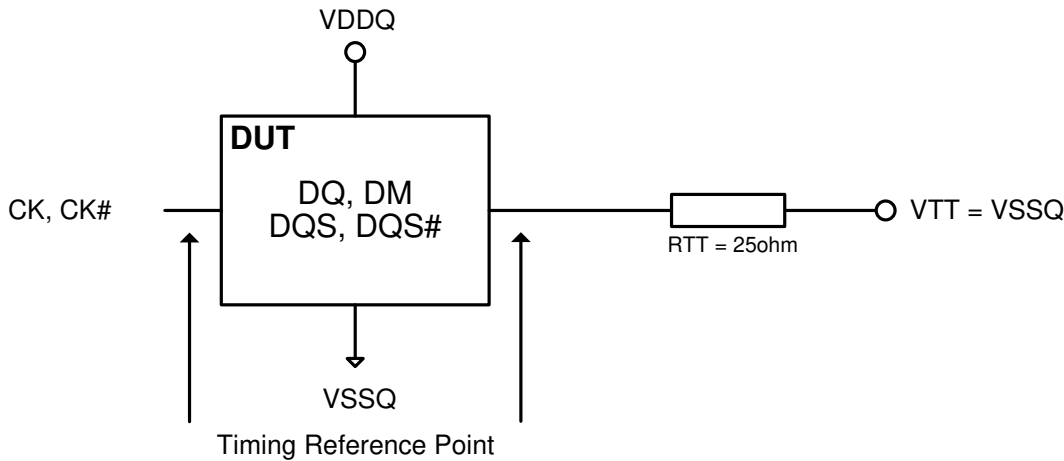 VDDQ
DUT
DQ, DM
DQS, DQS#
CK, CK#
VTT = VSSQ
RTT = 25ohm
VSSQ
Timing Reference Point